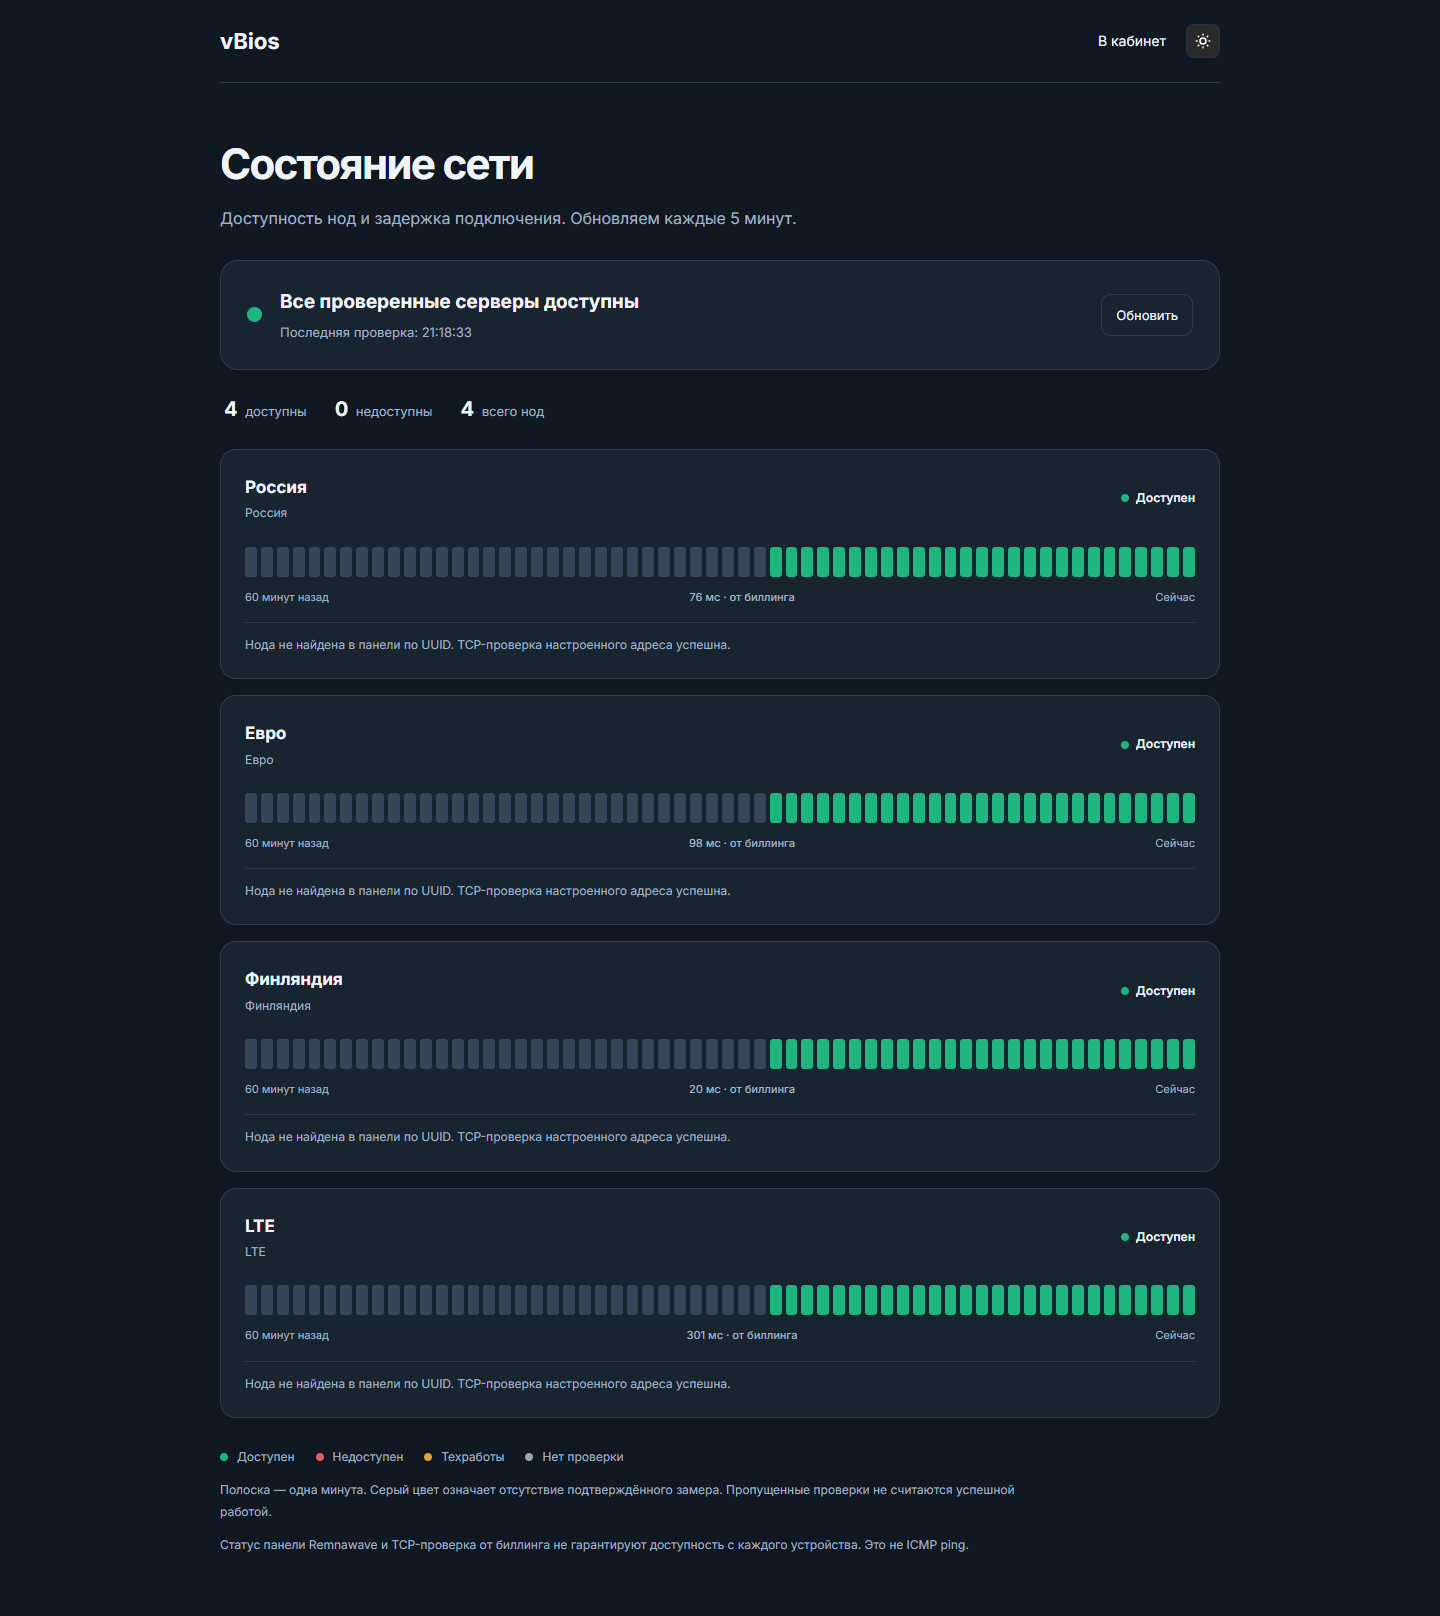 vBios
В кабинет
Состояние сети
Доступность нод и задержка подключения. Обновляем каждые 5 минут.
Все проверенные серверы доступны
Последняя проверка: 21:18:33
Обновить
4 доступны 0 недоступны 4 всего нод
Россия
Россия
Доступен
60 минут назад 76 мс · от биллинга Сейчас
Нода не найдена в панели по UUID. TCP-проверка настроенного адреса успешна.
Евро
Евро
Доступен
60 минут назад 98 мс · от биллинга Сейчас
Нода не найдена в панели по UUID. TCP-проверка настроенного адреса успешна.
Финляндия
Финляндия
Доступен
60 минут назад 20 мс · от биллинга Сейчас
Нода не найдена в панели по UUID. TCP-проверка настроенного адреса успешна.
LTE
LTE
Доступен
60 минут назад 301 мс · от биллинга Сейчас
Нода не найдена в панели по UUID. TCP-проверка настроенного адреса успешна.
Доступен Недоступен Техработы Нет проверки
Полоска — одна минута. Серый цвет означает отсутствие подтверждённого замера. Пропущенные проверки не считаются успешной
работой.
Статус панели Remnawave и TCP-проверка от биллинга не гарантируют доступность с каждого устройства. Это не ICMP ping.